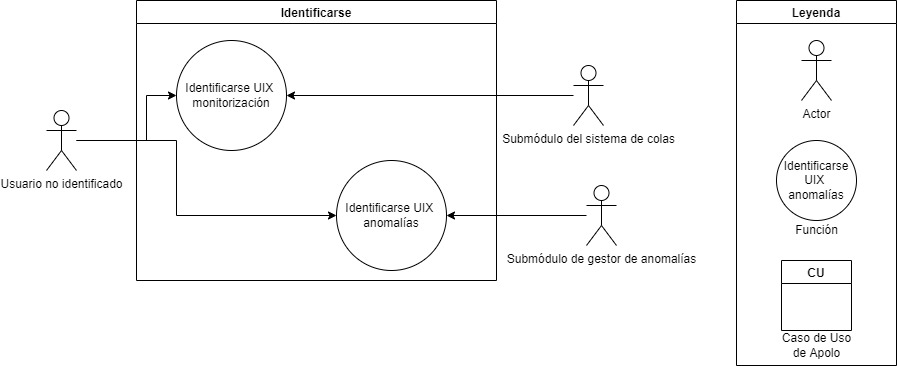 Identificarse
Identificarse UIX
monitorización
Submódulo del sistema de colas
Usuario no identificado
Identificarse UIX
anomalías
Submódulo de gestor de anomalías
Leyenda
Actor
Identificarse
UIX
anomalías
Función
CU
Caso de Uso
de Apolo